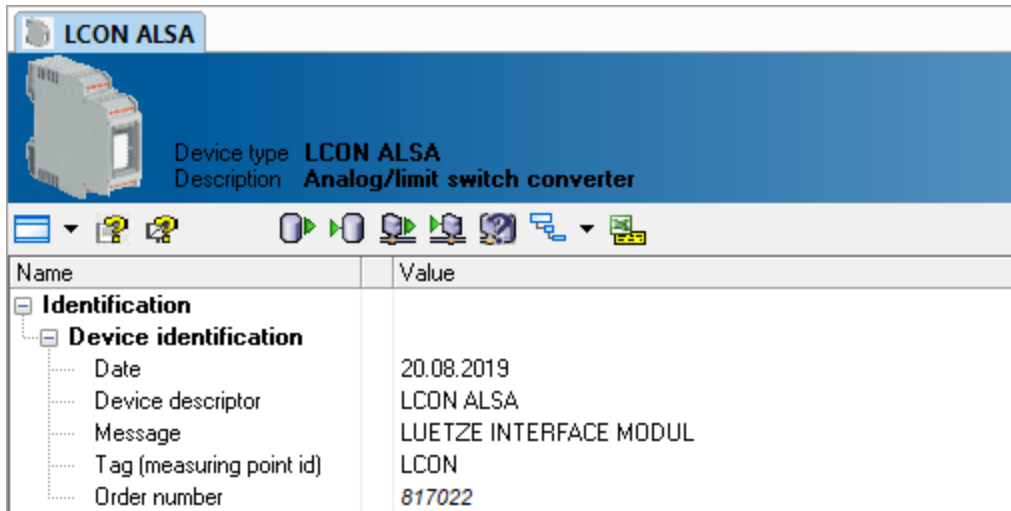 LCON ALSA
Device type LCON ALSA
Description Analog/limit switch converter
Name Value
Identification
Device identification
Date 20.08.2019
Device descriptor LCON ALSA
Message LUETZE INTERFACE MODUL
Tag (measuring point id) LCON
Order number 817022